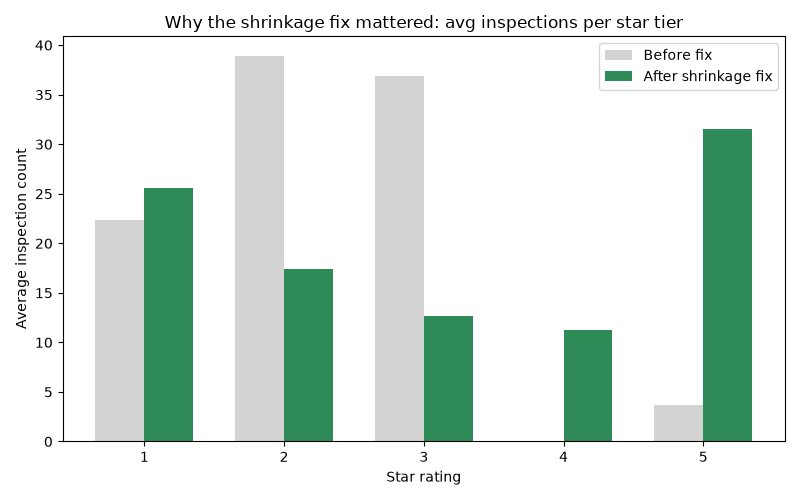 Why the shrinkage fix mattered: avg inspections per star tier
Before fix
After shrinkage fix
40
35
30
25
20
15
10
5
0
Average inspection count
1 2 3 4 5
Star rating